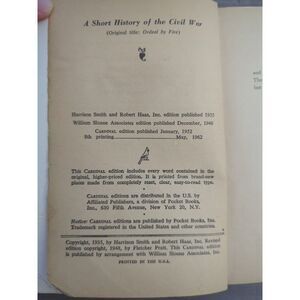 A Short History of the Civil War
(Original title: Ordeal by Fire)
Harrison Smith and Robert Haas, Inc. edition published 1935
William Sloane Associates edition published December, 1948
CARDINAL edition published January, 1952
8th printing May, 1962
This CARDINAL edition includes every word contained in the
original, higher-priced edition. It is printed from brand-new
plates made from completely reset, clear, easy-to-read type.
CARDINAL editions are distributed in the U.S. by
Affiliated Publishers, a division of Pocket Books,
Inc., 630 Fifth Avenue, New York 20, N.Y.
Notice: CARDINAL editions are published by Pocket Books, Inc.
Trademark registered in the United States and other countries.
Copyright, 1935, by Harrison Smith and Robert Haas, Inc. Revised
edition copyright, 1948, by Fletcher Pratt. This CARDINAL edition
is published by arrangement with William Sloane Associates, Inc.
PRINTED IN THE U.S.A.